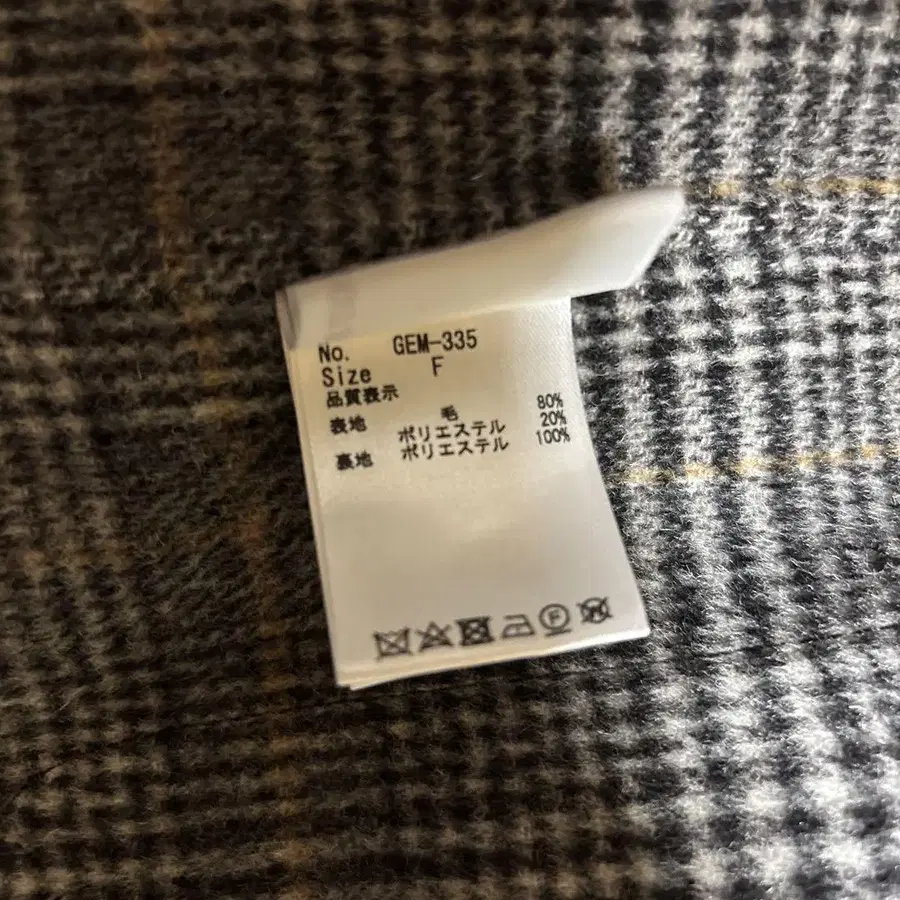 No. GEM-335
Size F
品質表示
表地 毛 80%
ポリエステル 20%
裏地 ポリエステル 100%
F